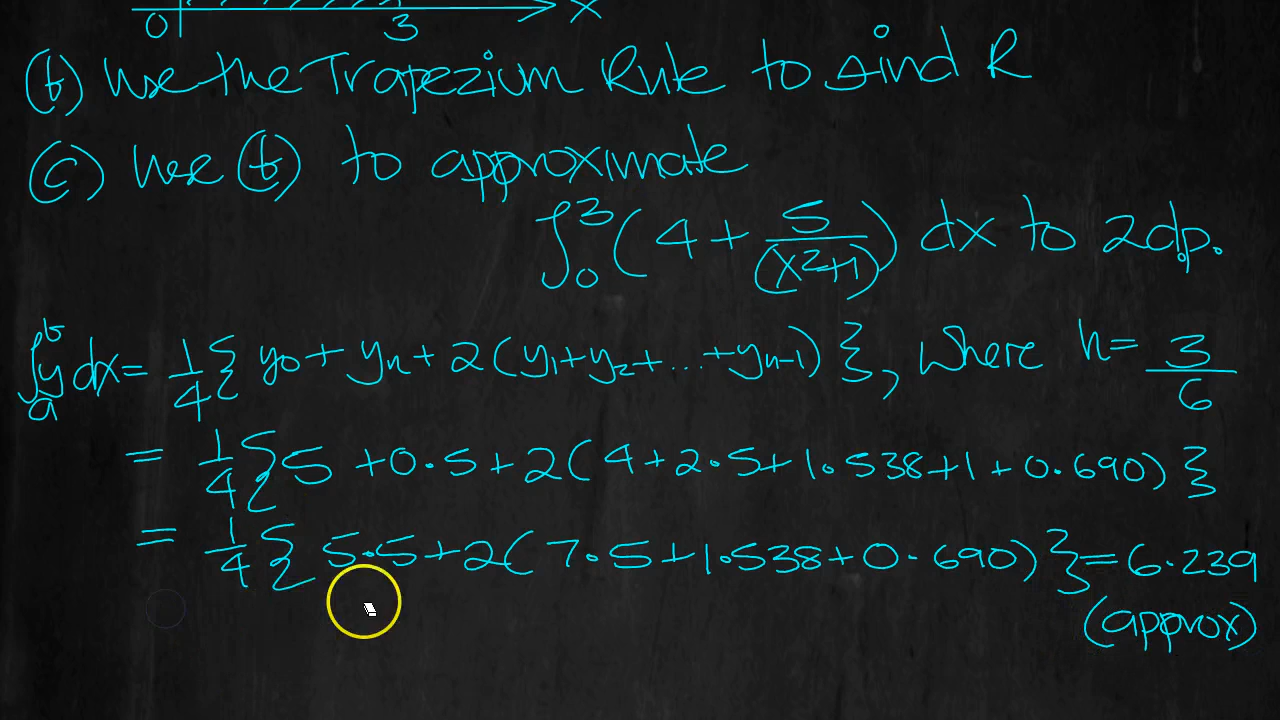 0 3 x
(b) Use the Trapezium Rule to find R
(c) Use (b) to approximate
∫₀³ (4 + 5/(x²+1)) dx to 2dp.
∫ₐᵇ y dx = 1/4 { y₀ + yₙ + 2(y₁+y₂+...+yₙ₋₁) }, where h = 3/6
= 1/4 { 5 + 0.5 + 2(4+2.5+1.538+1+0.690) }
= 1/4 { 5.5 + 2(7.5+1.538+0.690) } = 6.239
(approx)